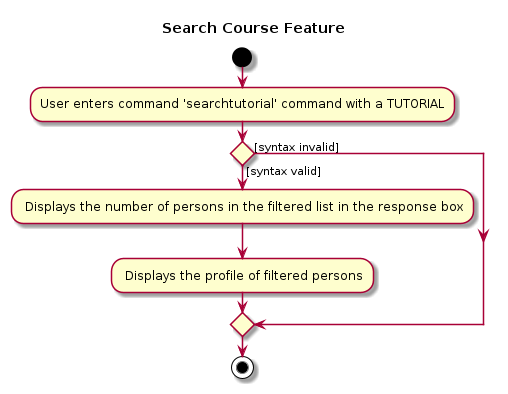 Search Course Feature
User enters command 'searchtutorial' command with a TUTORIAL
[syntax invalid]
[syntax valid]
Displays the number of persons in the filtered list in the response box
Displays the profile of filtered persons